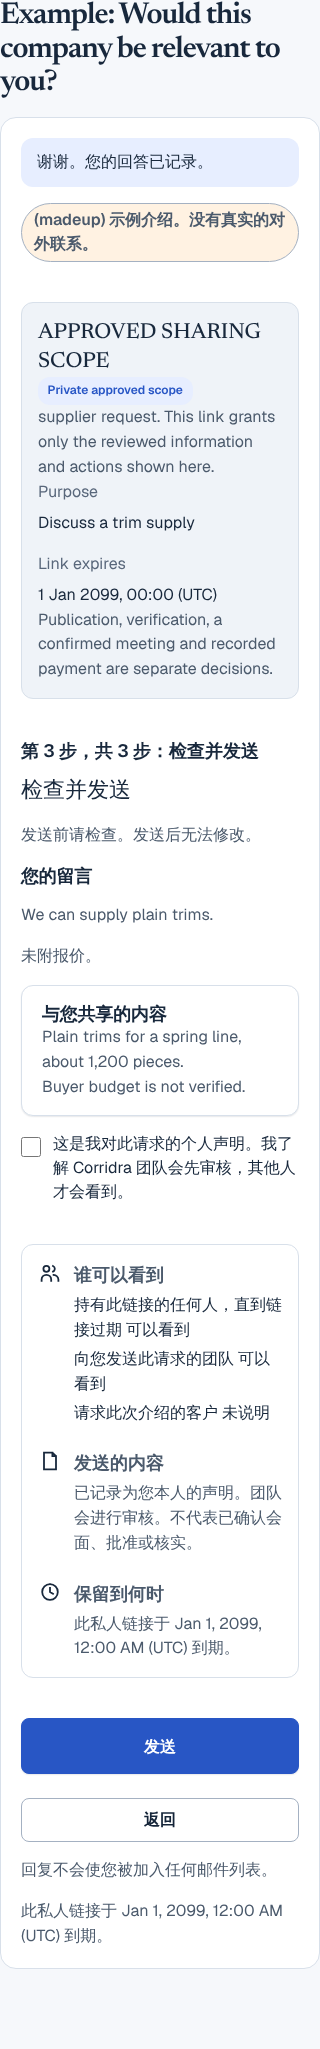 Example: Would this
company be relevant to
you?
谢谢。您的回答已记录。
(madeup) 示例介绍。没有真实的对
外联系。
APPROVED SHARING
SCOPE
Private approved scope
supplier request. This link grants
only the reviewed information
and actions shown here.
Purpose
Discuss a trim supply
Link expires
1 Jan 2099, 00:00 (UTC)
Publication, verification, a
confirmed meeting and recorded
payment are separate decisions.
第 3 步，共 3 步：检查并发送
检查并发送
发送前请检查。发送后无法修改。
您的留言
We can supply plain trims.
未附报价。
与您共享的内容
Plain trims for a spring line,
about 1,200 pieces.
Buyer budget is not verified.
这是我对此请求的个人声明。我了
解 Corridra 团队会先审核，其他人
才会看到。
谁可以看到
持有此链接的任何人，直到链
接过期 可以看到
向您发送此请求的团队 可以
看到
请求此次介绍的客户 未说明
发送的内容
已记录为您本人的声明。团队
会进行审核。不代表已确认会
面、批准或核实。
保留到何时
此私人链接于 Jan 1, 2099,
12:00 AM (UTC) 到期。
发送
返回
回复不会使您被加入任何邮件列表。
此私人链接于 Jan 1, 2099, 12:00 AM
(UTC) 到期。